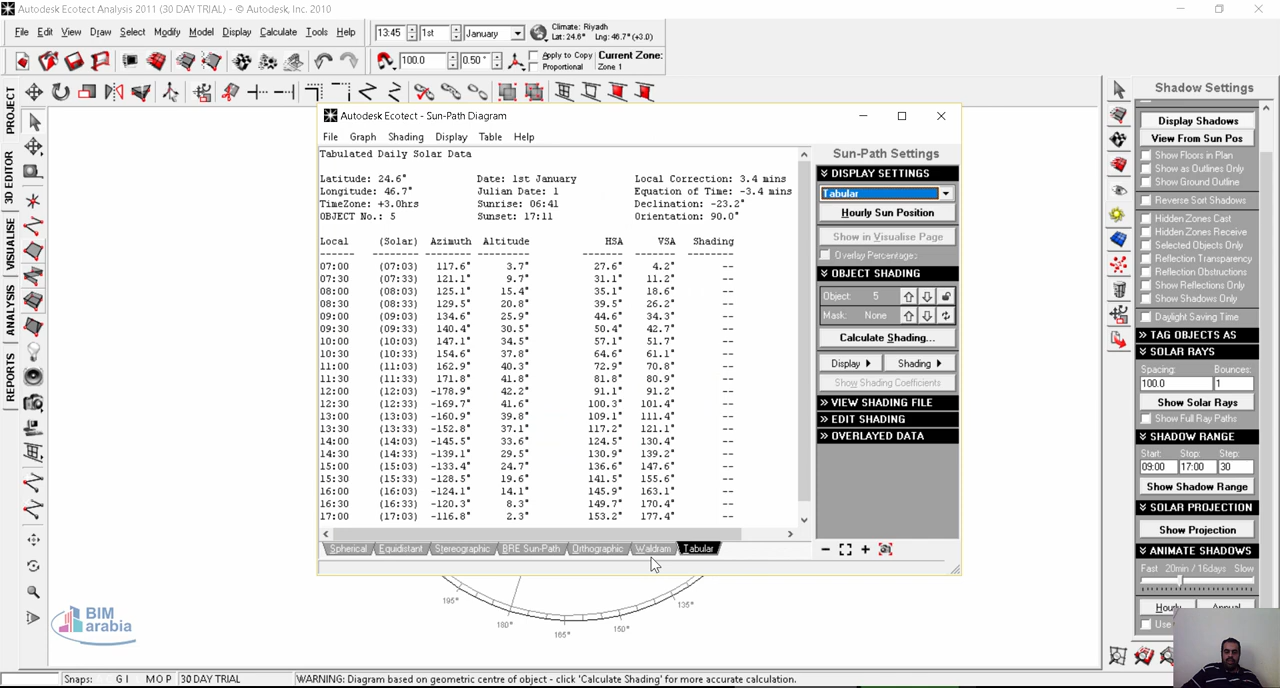 Autodesk Ecotect Analysis 2011 (30 DAY TRIAL) - © Autodesk, Inc. 2010
File Edit View Draw Select Modify Model Display Calculate Tools Help
13:45 1st January
Climate: Riyadh
Lat: 24.6° Lng: 46.7° (+3.0)
100.0 0.50 °
Apply to Copy
Proportional
Current Zone:
Zone 1
PROJECT
3D EDITOR
VISUALISE
ANALYSIS
REPORTS
Autodesk Ecotect - Sun-Path Diagram
File Graph Shading Display Table Help
Tabulated Daily Solar Data
Latitude: 24.6° Date: 1st January Local Correction: 3.4 mins
Longitude: 46.7° Julian Date: 1 Equation of Time: -3.4 mins
TimeZone: +3.0hrs Sunrise: 06:41 Declination: -23.2°
OBJECT No.: 5 Sunset: 17:11 Orientation: 90.0°
Local (Solar) Azimuth Altitude HSA VSA Shading
------- ------- ------- -------- ------- ------- -------
07:00 (07:03) 117.6° 3.7° 27.6° 4.2° --
07:30 (07:33) 121.1° 9.7° 31.1° 11.2° --
08:00 (08:03) 125.1° 15.4° 35.1° 18.6° --
08:30 (08:33) 129.5° 20.8° 39.5° 26.2° --
09:00 (09:03) 134.6° 25.9° 44.6° 34.3° --
09:30 (09:33) 140.4° 30.5° 50.4° 42.7° --
10:00 (10:03) 147.1° 34.5° 57.1° 51.7° --
10:30 (10:33) 154.6° 37.8° 64.6° 61.1° --
11:00 (11:03) 162.9° 40.3° 72.9° 70.8° --
11:30 (11:33) 171.8° 41.8° 81.8° 80.9° --
12:00 (12:03) -178.9° 42.2° 91.1° 91.2° --
12:30 (12:33) -169.7° 41.6° 100.3° 101.4° --
13:00 (13:03) -160.9° 39.8° 109.1° 111.4° --
13:30 (13:33) -152.8° 37.1° 117.2° 121.1° --
14:00 (14:03) -145.5° 33.6° 124.5° 130.4° --
14:30 (14:33) -139.1° 29.5° 130.9° 139.2° --
15:00 (15:03) -133.4° 24.7° 136.6° 147.6° --
15:30 (15:33) -128.5° 19.6° 141.5° 155.6° --
16:00 (16:03) -124.1° 14.1° 145.9° 163.1° --
16:30 (16:33) -120.3° 8.3° 149.7° 170.4° --
17:00 (17:03) -116.8° 2.3° 153.2° 177.4° --
Spherical Equidistant Stereographic BRE Sun-Path Orthographic Waldram Tabular
Sun-Path Settings
DISPLAY SETTINGS
Tabular
Hourly Sun Position
Show in Visualise Page
Overlay Percentages
OBJECT SHADING
Object: 5
Mask: None
Calculate Shading...
Display Shading
Show Shading Coefficients
VIEW SHADING FILE
EDIT SHADING
OVERLAYED DATA
195° 180° 165° 150° 135°
BIM
arabia
Shadow Settings
Display Shadows
View From Sun Pos
Show Floors in Plan
Show as Outlines Only
Show Ground Outline
Reverse Sort Shadows
Hidden Zones Cast
Hidden Zones Receive
Selected Objects Only
Reflection Transparency
Reflection Obstructions
Show Reflections Only
Show Shadows Only
Daylight Saving Time
TAG OBJECTS AS
SOLAR RAYS
Spacing: Bounces:
100.0 1
Show Solar Rays
Show Full Ray Paths
SHADOW RANGE
Start: Stop: Step:
09:00 17:00 30
Show Shadow Range
SOLAR PROJECTION
Show Projection
ANIMATE SHADOWS
Fast 20min / 16days Slow
Hourly Annual
Snaps: G I M O P 30 DAY TRIAL WARNING: Diagram based on geometric centre of object - click 'Calculate Shading' for more accurate calculation.